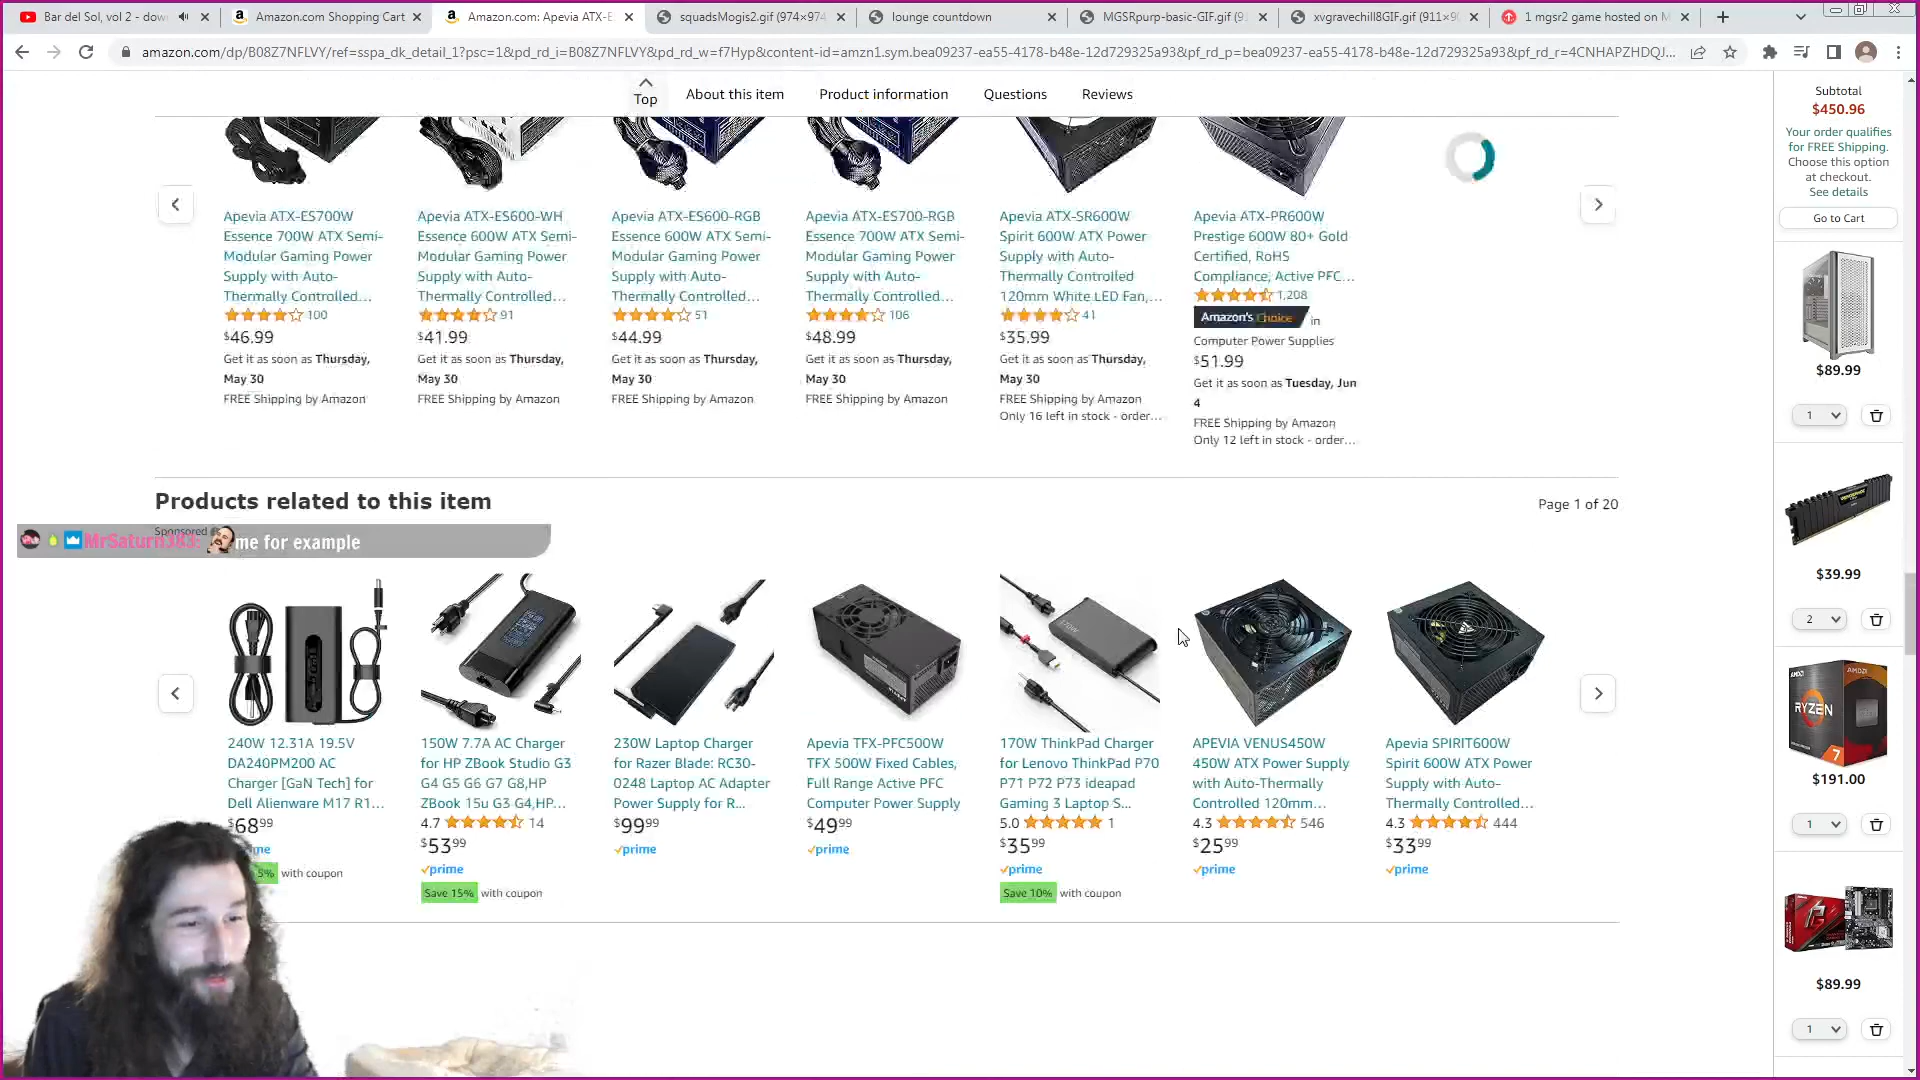 Bar del Sol, vol 2 - dow
Amazon.com Shopping Cart
Amazon.com: Apevia ATX-E
squadsMogis2.gif (974×974
lounge countdown
MGSRpurp-basic-GIF.gif (91
xvgravechill8GIF.gif (911×9
1 mgsr2 game hosted on M
amazon.com/dp/B08Z7NFLVY/ref=sspa_dk_detail_1?psc=1&pd_rd_i=B08Z7NFLVY&pd_rd_w=f7Hyp&content-id=amzn1.sym.bea09237-ea55-4178-b48e-12d729325a93&pf_rd_p=bea09237-ea55-4178-b48e-12d729325a93&pf_rd_r=4CNHAPZHDQJ...
Top
About this item
Product information
Questions
Reviews
Apevia ATX-ES700W
Essence 700W ATX Semi-
Modular Gaming Power
Supply with Auto-
Thermally Controlled...
100
$46.99
Get it as soon as Thursday,
May 30
FREE Shipping by Amazon
Apevia ATX-ES600-WH
Essence 600W ATX Semi-
Modular Gaming Power
Supply with Auto-
Thermally Controlled...
91
$41.99
Get it as soon as Thursday,
May 30
FREE Shipping by Amazon
Apevia ATX-ES600-RGB
Essence 600W ATX Semi-
Modular Gaming Power
Supply with Auto-
Thermally Controlled...
51
$44.99
Get it as soon as Thursday,
May 30
FREE Shipping by Amazon
Apevia ATX-ES700-RGB
Essence 700W ATX Semi-
Modular Gaming Power
Supply with Auto-
Thermally Controlled...
106
$48.99
Get it as soon as Thursday,
May 30
FREE Shipping by Amazon
Apevia ATX-SR600W
Spirit 600W ATX Power
Supply with Auto-
Thermally Controlled
120mm White LED Fan,...
41
$35.99
Get it as soon as Thursday,
May 30
FREE Shipping by Amazon
Only 16 left in stock - order...
Apevia ATX-PR600W
Prestige 600W 80+ Gold
Certified, RoHS
Compliance, Active PFC...
1,208
Amazon's Choice in
Computer Power Supplies
$51.99
Get it as soon as Tuesday, Jun
4
FREE Shipping by Amazon
Only 12 left in stock - order...
Products related to this item
Page 1 of 20
Sponsored
MrSaturn383: me for example
240W 12.31A 19.5V
DA240PM200 AC
Charger [GaN Tech] for
Dell Alienware M17 R1...
$68.99
me
5% with coupon
150W 7.7A AC Charger
for HP ZBook Studio G3
G4 G5 G6 G7 G8,HP
ZBook 15u G3 G4,HP...
4.7 14
$53.99
prime
Save 15% with coupon
230W Laptop Charger
for Razer Blade: RC30-
0248 Laptop AC Adapter
Power Supply for R...
$99.99
prime
Apevia TFX-PFC500W
TFX 500W Fixed Cables,
Full Range Active PFC
Computer Power Supply
$49.99
prime
170W
170W ThinkPad Charger
for Lenovo ThinkPad P70
P71 P72 P73 ideapad
Gaming 3 Laptop S...
5.0 1
$35.99
prime
Save 10% with coupon
APEVIA VENUS450W
450W ATX Power Supply
with Auto-Thermally
Controlled 120mm...
4.3 546
$25.99
prime
Apevia SPIRIT600W
Spirit 600W ATX Power
Supply with Auto-
Thermally Controlled...
4.3 444
$33.99
prime
Subtotal
$450.96
Your order qualifies
for FREE Shipping.
Choose this option
at checkout.
See details
Go to Cart
$89.99
1
$39.99
2
AMD
RYZEN
7
$191.00
1
$89.99
1